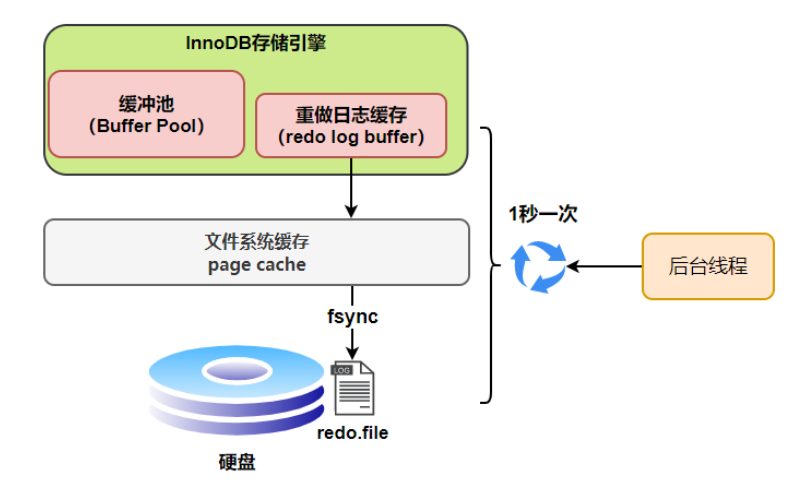 InnoDB存储引擎
缓冲池
（Buffer Pool）
重做日志缓存
（redo log buffer）
1秒一次
文件系统缓存
page cache
后台线程
fsync
LOG
redo.file
硬盘